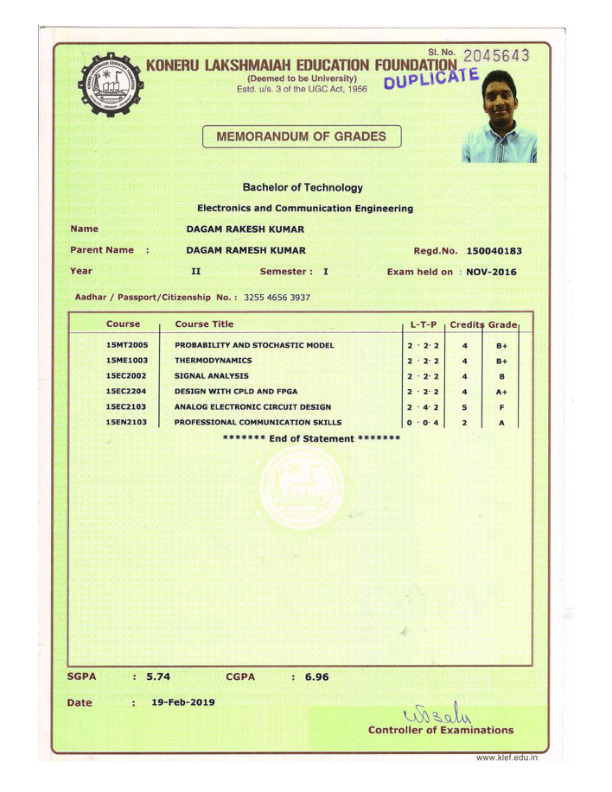 Sl. No. 2045643
KONERU LAKSHMAIAH EDUCATION FOUNDATION
(Deemed to be University)
DUPLICATE
Estd. u/s. 3 of the UGC Act, 1956
MEMORANDUM OF GRADES
Bachelor of Technology
Electronics and Communication Engineering
Name DAGAM RAKESH KUMAR
Parent Name : DAGAM RAMESH KUMAR Regd.No. 150040183
Year II Semester : I Exam held on : NOV-2016
Aadhar / Passport/Citizenship No. : 3255 4656 3937
Course Course Title L-T-P Credits Grade
15MT2005 PROBABILITY AND STOCHASTIC MODEL 2 - 2- 2 4 B+
15ME1003 THERMODYNAMICS 2 - 2- 2 4 B+
15EC2002 SIGNAL ANALYSIS 2 - 2- 2 4 B
15EC2204 DESIGN WITH CPLD AND FPGA 2 - 2- 2 4 A+
15EC2103 ANALOG ELECTRONIC CIRCUIT DESIGN 2 - 4- 2 5 F
15EN2103 PROFESSIONAL COMMUNICATION SKILLS 0 - 0- 4 2 A
******* End of Statement *******
SGPA : 5.74 CGPA : 6.96
Date : 19-Feb-2019
Controller of Examinations
www.klef.edu.in